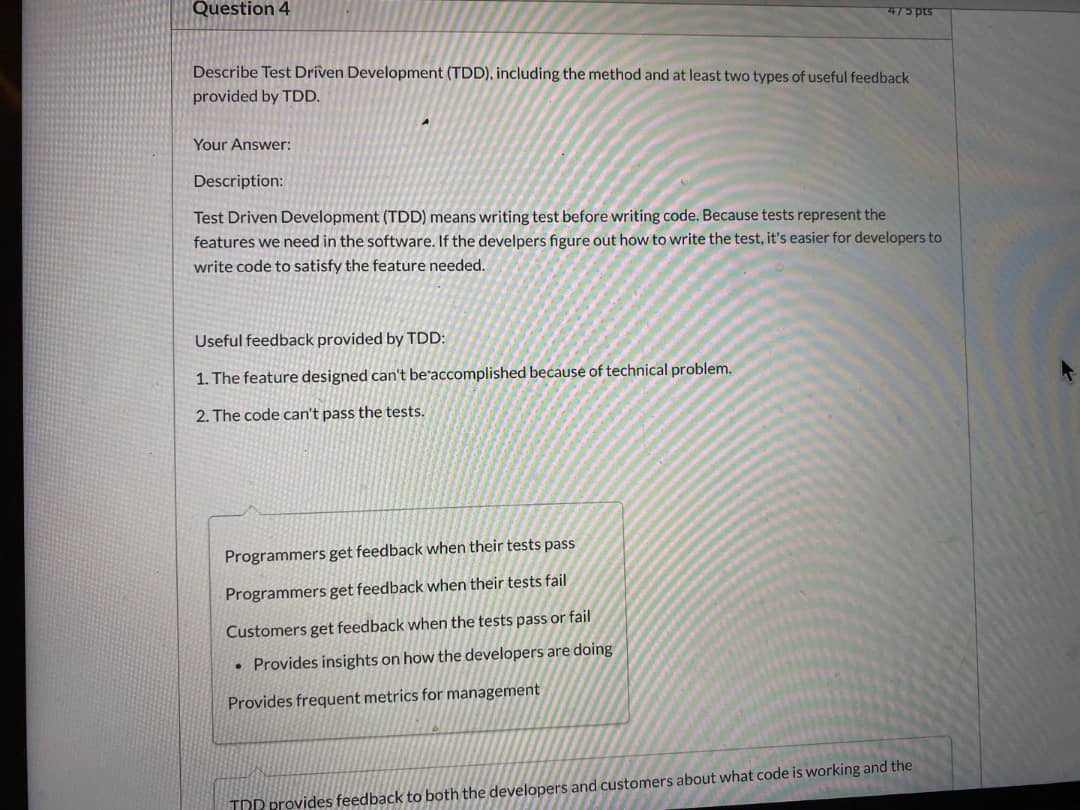 Question 4
4 / 5 pts
Describe Test Driven Development (TDD), including the method and at least two types of useful feedback
provided by TDD.
Your Answer:
Description:
Test Driven Development (TDD) means writing test before writing code. Because tests represent the
features we need in the software. If the develpers figure out how to write the test, it's easier for developers to
write code to satisfy the feature needed.
Useful feedback provided by TDD:
1. The feature designed can't be accomplished because of technical problem.
2. The code can't pass the tests.
Programmers get feedback when their tests pass
Programmers get feedback when their tests fail
Customers get feedback when the tests pass or fail
• Provides insights on how the developers are doing
Provides frequent metrics for management
TDD provides feedback to both the developers and customers about what code is working and the